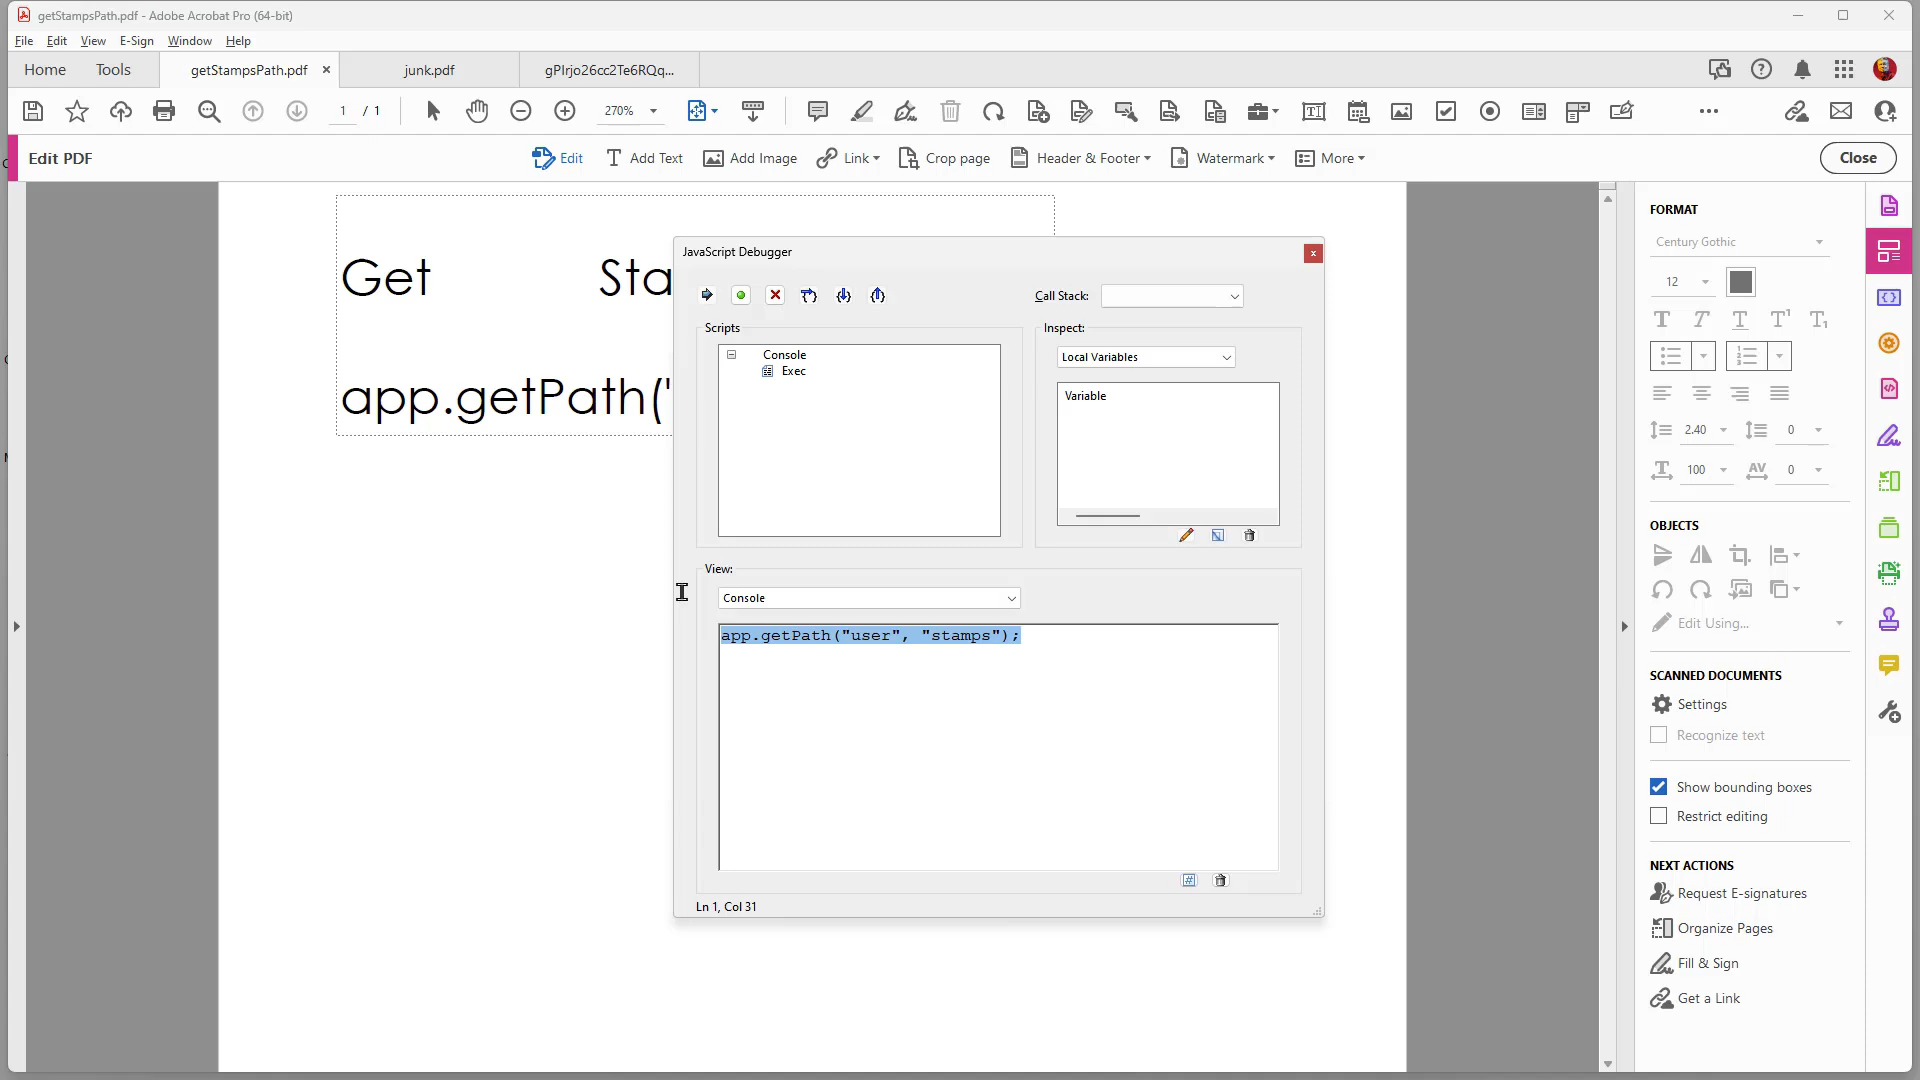 getStampsPath.pdf - Adobe Acrobat Pro (64-bit)
File Edit View E-Sign Window Help
Home Tools getStampsPath.pdf × junk.pdf gPIrjo26cc2Te6RQq...
1 / 1 270%
Edit PDF Edit Add Text Add Image Link Crop page Header & Footer Watermark More Close
Get Sta
app.getPath("
JavaScript Debugger
Call Stack:
Scripts
Console
Exec
Inspect:
Local Variables
Variable
View:
Console
app.getPath("user", "stamps");
Ln 1, Col 31
FORMAT
Century Gothic
12
2.40 0
100 0
OBJECTS
Edit Using...
SCANNED DOCUMENTS
Settings
Recognize text
Show bounding boxes
Restrict editing
NEXT ACTIONS
Request E-signatures
Organize Pages
Fill & Sign
Get a Link